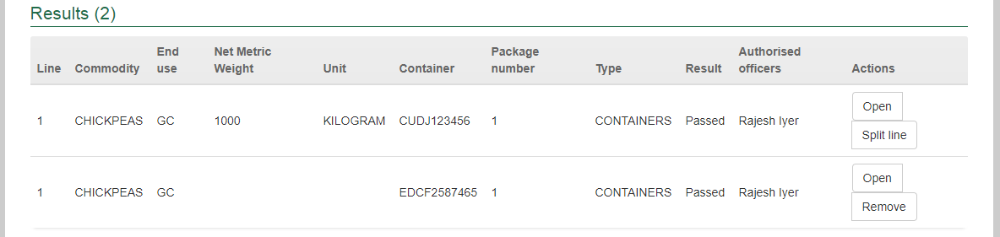 Results (2)
Line Commodity End use Net Metric Weight Unit Container Package number Type Result Authorised officers Actions
1 CHICKPEAS GC 1000 KILOGRAM CUDJ123456 1 CONTAINERS Passed Rajesh Iyer Open
Split line
1 CHICKPEAS GC EDCF2587465 1 CONTAINERS Passed Rajesh Iyer Open
Remove